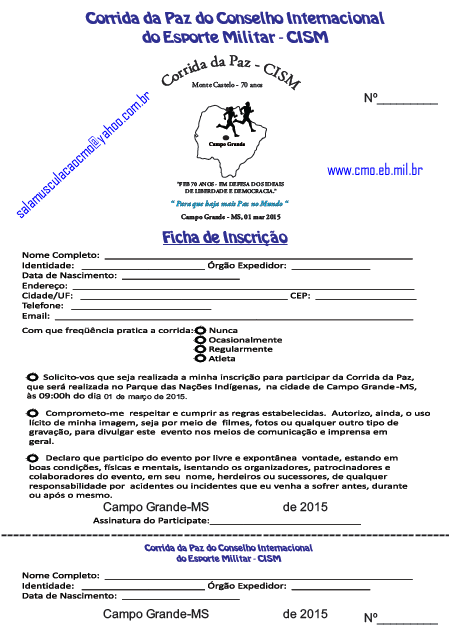 Corrida da Paz do Conselho Internacional
do Esporte Militar - CISM
Corrida da Paz - CISM
Monte Castelo - 70 anos
Nº_________
salamusculacaocmo@yahoo.com.br
Campo Grande
www.cmo.eb.mil.br
"FEB 70 ANOS - EM DEFESA DOS IDEAIS
DE LIBERDADE E DEMOCRACIA."
" Para que haja mais Paz no Mundo "
Campo Grande - MS, 01 mar 2015
Ficha de Inscrição
Nome Completo: ____________________
Identidade: ____________________ Órgão Expedidor: ____________________
Data de Nascimento: ____________________
Endereço: ____________________
Cidade/UF: ____________________ CEP: ____________________
Telefone: ____________________
Email: ____________________
Com que freqüência pratica a corrida: Nunca
Ocasionalmente
Regularmente
Atleta
Solicito-vos que seja realizada a minha inscrição para participar da Corrida da Paz,
que será realizada no Parque das Nações Indígenas, na cidade de Campo Grande-MS,
às 09:00h do dia 01 de março de 2015.
Comprometo-me respeitar e cumprir as regras estabelecidas. Autorizo, ainda, o uso
lícito de minha imagem, seja por meio de filmes, fotos ou qualquer outro tipo de
gravação, para divulgar este evento nos meios de comunicação e imprensa em
geral.
Declaro que participo do evento por livre e expontânea vontade, estando em
boas condições, físicas e mentais, isentando os organizadores, patrocinadores e
colaboradores do evento, em seu nome, herdeiros ou sucessores, de qualquer
responsabilidade por acidentes ou incidentes que eu venha a sofrer antes, durante
ou após o mesmo.
Campo Grande-MS de 2015
Assinatura do Participate:____________________
Corrida da Paz do Conselho Internacional
do Esporte Militar - CISM
Nome Completo: ____________________
Identidade: ____________________ Órgão Expedidor: ____________________
Data de Nascimento: ____________________
Campo Grande-MS de 2015
Nº_________